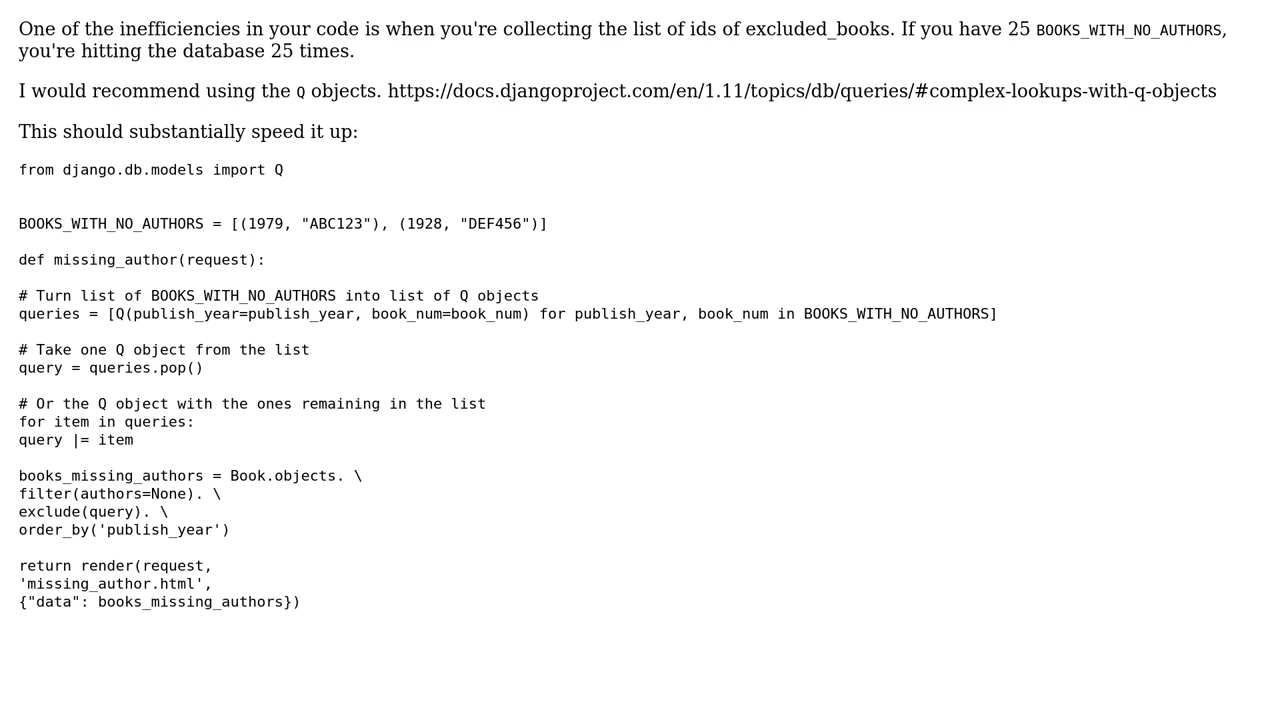 One of the inefficiencies in your code is when you're collecting the list of ids of excluded_books. If you have 25 BOOKS_WITH_NO_AUTHORS,
you're hitting the database 25 times.
I would recommend using the Q objects. https://docs.djangoproject.com/en/1.11/topics/db/queries/#complex-lookups-with-q-objects
This should substantially speed it up:
from django.db.models import Q
BOOKS_WITH_NO_AUTHORS = [(1979, "ABC123"), (1928, "DEF456")]
def missing_author(request):
# Turn list of BOOKS_WITH_NO_AUTHORS into list of Q objects
queries = [Q(publish_year=publish_year, book_num=book_num) for publish_year, book_num in BOOKS_WITH_NO_AUTHORS]
# Take one Q object from the list
query = queries.pop()
# Or the Q object with the ones remaining in the list
for item in queries:
query |= item
books_missing_authors = Book.objects. \
filter(authors=None). \
exclude(query). \
order_by('publish_year')
return render(request,
'missing_author.html',
{"data": books_missing_authors})